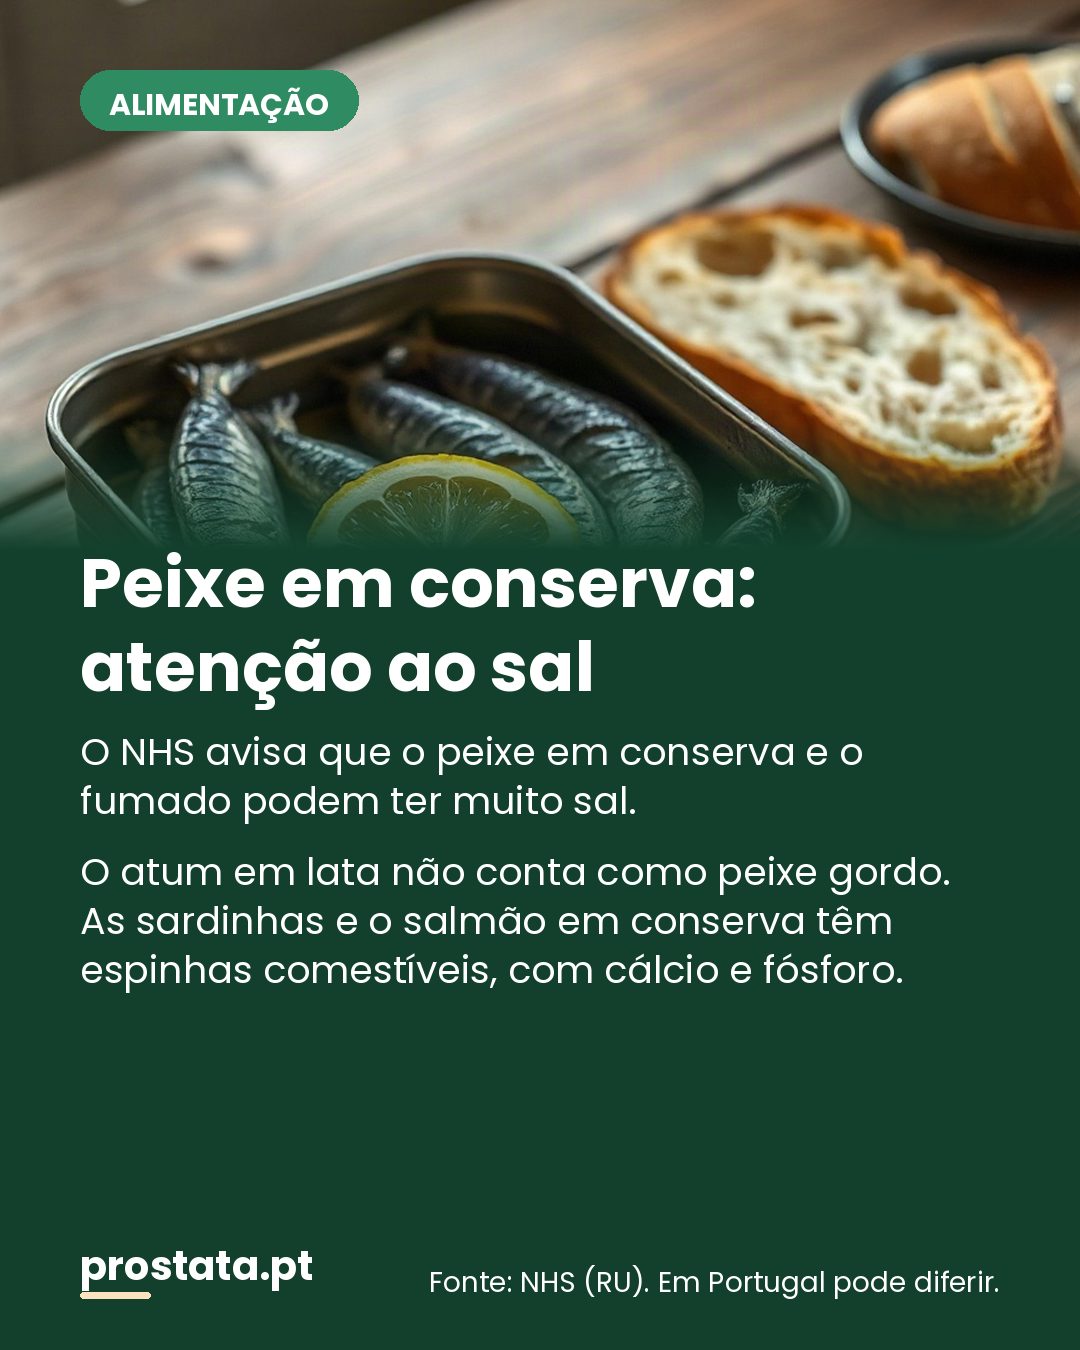 ALIMENTAÇÃO
Peixe em conserva:
atenção ao sal
O NHS avisa que o peixe em conserva e o
fumado podem ter muito sal.
O atum em lata não conta como peixe gordo.
As sardinhas e o salmão em conserva têm
espinhas comestíveis, com cálcio e fósforo.
prostata.pt
Fonte: NHS (RU). Em Portugal pode diferir.